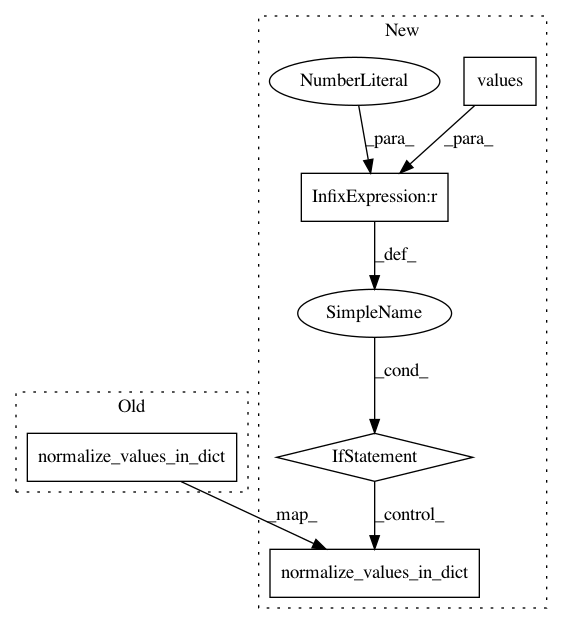 New
NumberLiteral
values
_para_
_para_
InfixExpression:r
_def_
SimpleName
_cond_
Old
IfStatement
normalize_values_in_dict
_map_
_control_
normalize_values_in_dict